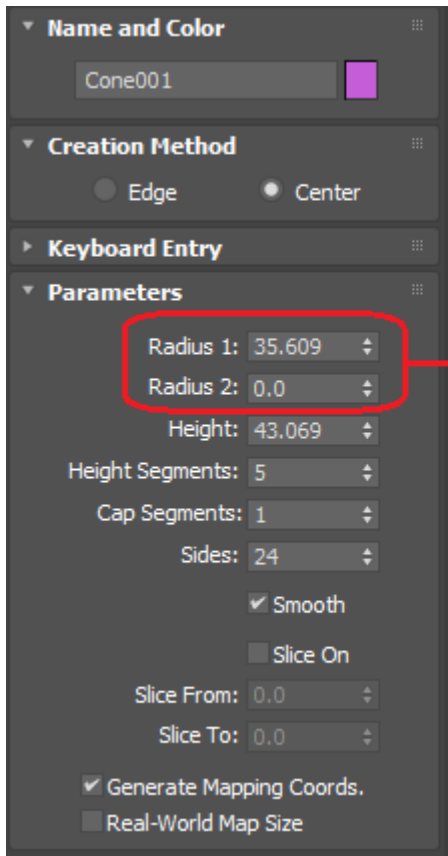 Name and Color
Cone001
Creation Method
Edge Center
Keyboard Entry
Parameters
Radius 1: 35.609
Radius 2: 0.0
Height: 43.069
Height Segments: 5
Cap Segments: 1
Sides: 24
Smooth
Slice On
Slice From: 0.0
Slice To: 0.0
Generate Mapping Coords.
Real-World Map Size